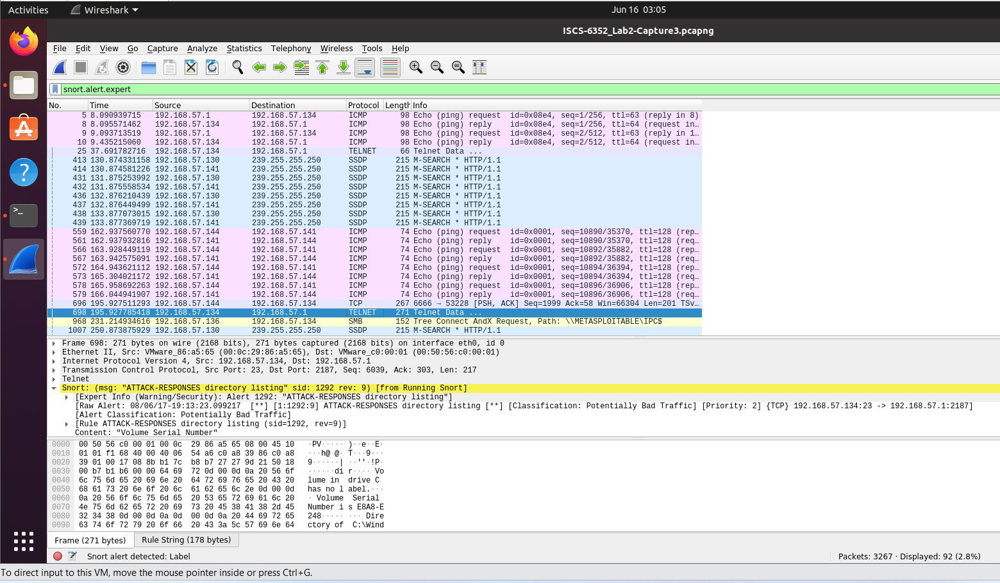 Activities Wireshark Jun 16 03:05
ISCS-6352_Lab2-Capture3.pcapng
File Edit View Go Capture Analyze Statistics Telephony Wireless Tools Help
snort.alert.expert
No. Time Source Destination Protocol Length Info
5 8.090939715 192.168.57.1 192.168.57.134 ICMP 98 Echo (ping) request id=0x08e4, seq=1/256, ttl=63 (reply in 8)
8 8.095571462 192.168.57.134 192.168.57.1 ICMP 98 Echo (ping) reply id=0x08e4, seq=1/256, ttl=64 (request in…
9 9.093713519 192.168.57.1 192.168.57.134 ICMP 98 Echo (ping) request id=0x08e4, seq=2/512, ttl=63 (reply in 1…
10 9.435215060 192.168.57.134 192.168.57.1 ICMP 98 Echo (ping) reply id=0x08e4, seq=2/512, ttl=64 (request in…
25 37.691782716 192.168.57.134 192.168.57.1 TELNET 66 Telnet Data ...
413 130.874331158 192.168.57.130 239.255.255.250 SSDP 215 M-SEARCH * HTTP/1.1
414 130.874581226 192.168.57.141 239.255.255.250 SSDP 215 M-SEARCH * HTTP/1.1
431 131.875253992 192.168.57.130 239.255.255.250 SSDP 215 M-SEARCH * HTTP/1.1
432 131.875558534 192.168.57.141 239.255.255.250 SSDP 215 M-SEARCH * HTTP/1.1
436 132.876210439 192.168.57.130 239.255.255.250 SSDP 215 M-SEARCH * HTTP/1.1
437 132.876449499 192.168.57.141 239.255.255.250 SSDP 215 M-SEARCH * HTTP/1.1
438 133.877073015 192.168.57.130 239.255.255.250 SSDP 215 M-SEARCH * HTTP/1.1
439 133.877369719 192.168.57.141 239.255.255.250 SSDP 215 M-SEARCH * HTTP/1.1
559 162.937560770 192.168.57.144 192.168.57.141 ICMP 74 Echo (ping) request id=0x0001, seq=10890/35370, ttl=128 (rep…
561 162.937932816 192.168.57.141 192.168.57.144 ICMP 74 Echo (ping) reply id=0x0001, seq=10890/35370, ttl=128 (req…
566 163.928449119 192.168.57.144 192.168.57.141 ICMP 74 Echo (ping) request id=0x0001, seq=10892/35882, ttl=128 (rep…
567 163.942575091 192.168.57.141 192.168.57.144 ICMP 74 Echo (ping) reply id=0x0001, seq=10892/35882, ttl=128 (req…
572 164.943621112 192.168.57.144 192.168.57.141 ICMP 74 Echo (ping) request id=0x0001, seq=10894/36394, ttl=128 (rep…
573 165.304021172 192.168.57.141 192.168.57.144 ICMP 74 Echo (ping) reply id=0x0001, seq=10894/36394, ttl=128 (req…
578 165.958692263 192.168.57.144 192.168.57.141 ICMP 74 Echo (ping) request id=0x0001, seq=10896/36906, ttl=128 (rep…
579 166.044941907 192.168.57.141 192.168.57.144 ICMP 74 Echo (ping) reply id=0x0001, seq=10896/36906, ttl=128 (req…
696 195.927511293 192.168.57.144 192.168.57.134 TCP 267 6666 → 53228 [PSH, ACK] Seq=1999 Ack=58 Win=66304 Len=201 TSv…
698 195.927785418 192.168.57.134 192.168.57.1 TELNET 271 Telnet Data ...
968 231.214934616 192.168.57.136 192.168.57.134 SMB 152 Tree Connect AndX Request, Path: \\METASPLOITABLE\IPC$
1007 250.873875929 192.168.57.130 239.255.255.250 SSDP 215 M-SEARCH * HTTP/1.1
Frame 698: 271 bytes on wire (2168 bits), 271 bytes captured (2168 bits) on interface eth0, id 0
Ethernet II, Src: VMware_86:a5:65 (00:0c:29:86:a5:65), Dst: VMware_c0:00:01 (00:50:56:c0:00:01)
Internet Protocol Version 4, Src: 192.168.57.134, Dst: 192.168.57.1
Transmission Control Protocol, Src Port: 23, Dst Port: 2187, Seq: 6039, Ack: 303, Len: 217
Telnet
Snort: (msg: "ATTACK-RESPONSES directory listing" sid: 1292 rev: 9) [from Running Snort]
[Expert Info (Warning/Security): Alert 1292: "ATTACK-RESPONSES directory listing"]
[Raw Alert: 08/06/17-19:13:23.099217 [**] [1:1292:9] ATTACK-RESPONSES directory listing [**] [Classification: Potentially Bad Traffic] [Priority: 2] {TCP} 192.168.57.134:23 -> 192.168.57.1:2187]
[Alert Classification: Potentially Bad Traffic]
[Rule ATTACK-RESPONSES directory listing (sid=1292, rev=9)]
Content: "Volume Serial Number"
0000 00 50 56 c0 00 01 00 0c 29 86 a5 65 08 00 45 10 ·PV····· )··e··E·
0010 01 01 f1 68 40 00 40 06 54 a6 c0 a8 39 86 c0 a8 ···h@·@· T···9···
0020 39 01 00 17 08 8b b1 7c b8 b7 27 27 9d 21 50 18 9······| ··''·!P·
0030 00 b7 b1 b6 00 00 64 69 72 0d 00 0d 0a 20 56 6f ······di r···· Vo
0040 6c 75 6d 65 20 69 6e 20 64 72 69 76 65 20 43 20 lume in drive C
0050 68 61 73 20 6e 6f 20 6c 61 62 65 6c 2e 0d 00 0d has no l abel.···
0060 0a 20 56 6f 6c 75 6d 65 20 53 65 72 69 61 6c 20 · Volume Serial
0070 4e 75 6d 62 65 72 20 69 73 20 45 38 41 38 2d 45 Number i s E8A8-E
0080 32 34 38 0d 00 0d 0a 0d 00 0d 0a 20 44 69 72 65 248····· ··· Dire
0090 63 74 6f 72 79 20 6f 66 20 43 3a 5c 57 69 6e 64 ctory of C:\Wind
Frame (271 bytes) Rule String (178 bytes)
Snort alert detected: Label Packets: 3267 · Displayed: 92 (2.8%)
To direct input to this VM, move the mouse pointer inside or press Ctrl+G.